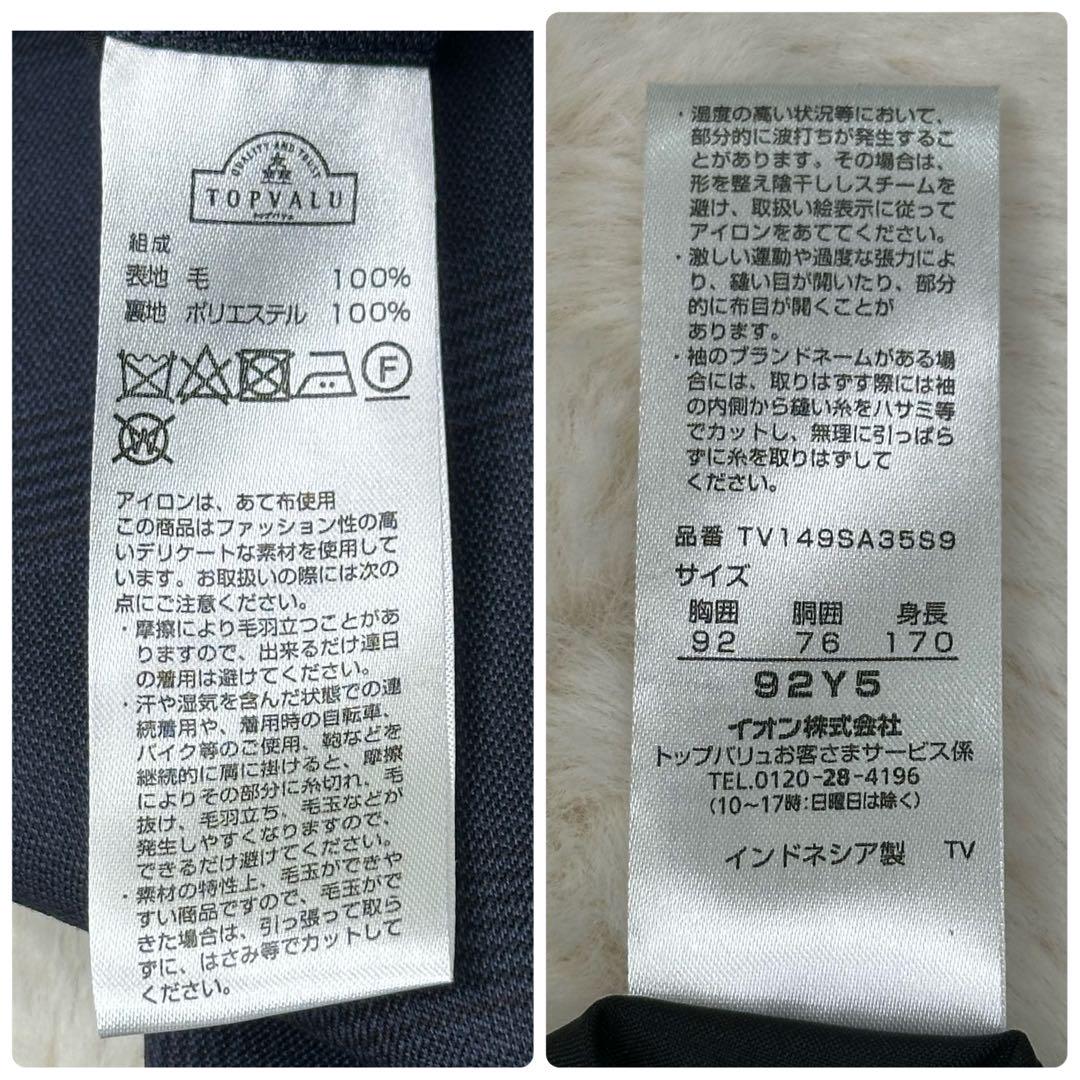 QUALITY AND TRUST
TOPVALU
トップバリュ
組成
表地 毛 100%
裏地 ポリエステル 100%
F
W
アイロンは、あて布使用
この商品はファッション性の高
いデリケートな素材を使用して
います。お取扱いの際には次の
点にご注意ください。
・摩擦により毛羽立つことがあ
りますので、出来るだけ連日
の着用は避けてください。
・汗や湿気を含んだ状態での連
続着用や、着用時の自転車、
バイク等のご使用、鞄などを
継続的に肩に掛けると、摩擦
によりその部分に糸切れ、毛
抜け、毛羽立ち、毛玉などが
発生しやすくなりますので、
できるだけ避けてください。
・素材の特性上、毛玉ができや
すい商品ですので、毛玉がで
きた場合は、引っ張って取ら
ずに、はさみ等でカットして
ください。
・湿度の高い状況等において、
部分的に波打ちが発生するこ
とがあります。その場合は、
形を整え陰干ししスチームを
避け、取扱い絵表示に従って
アイロンをあててください。
・激しい運動や過度な張力によ
り、縫い目が開いたり、部分
的に布目が開くことが
あります。
・袖のブランドネームがある場
合には、取りはずす際には袖
の内側から縫い糸をハサミ等
でカットし、無理に引っぱら
ずに糸を取りはずして
ください。
品番 TV149SA35S9
サイズ
胸囲 胴囲 身長
92 76 170
92Y5
イオン株式会社
トップバリュお客さまサービス係
TEL.0120-28-4196
(10~17時:日曜日は除く)
インドネシア製 TV